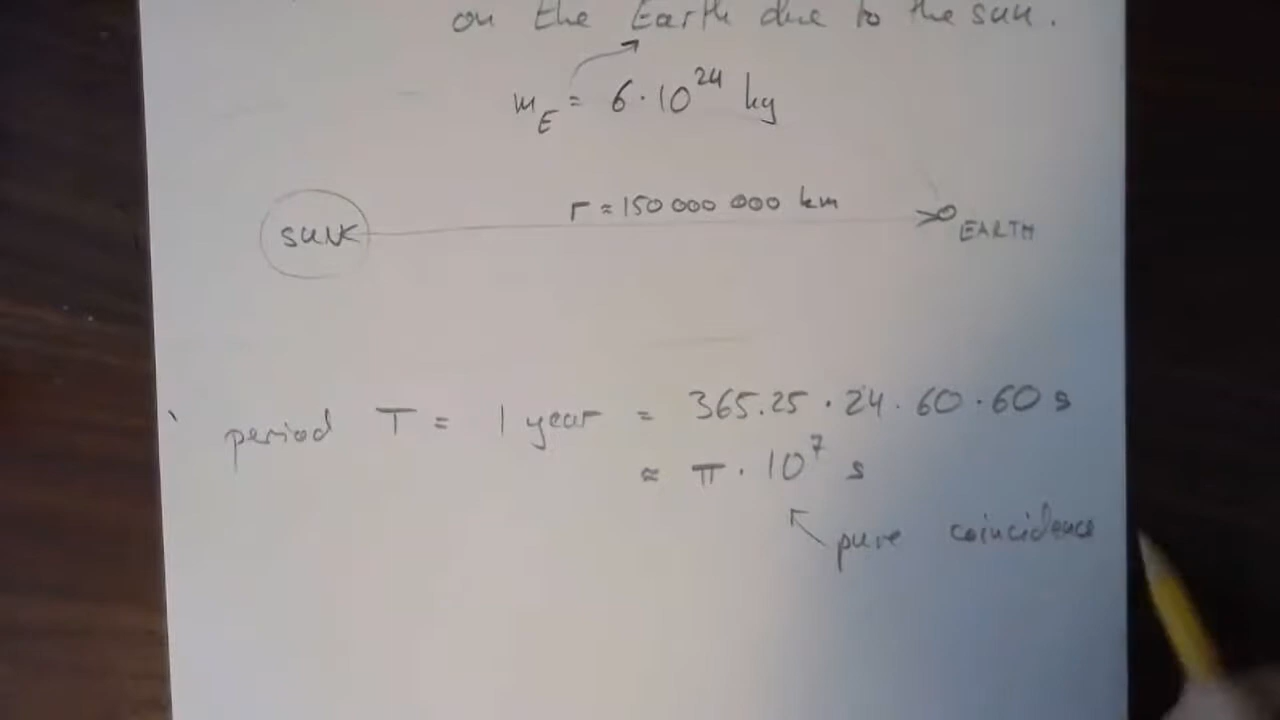 on the Earth due to the sun.
m_E = 6·10^24 kg
r ≈ 150 000 000 km
SUN
EARTH
period T = 1 year = 365.25 · 24 · 60 · 60 s
≈ π · 10^7 s
pure coincidence